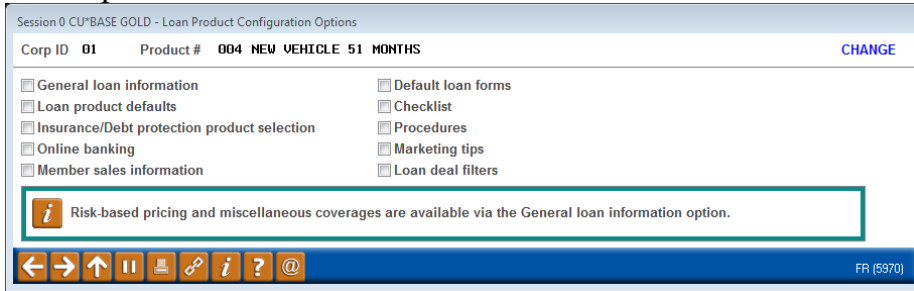 Session 0 CU*BASE GOLD - Loan Product Configuration Options
Corp ID 01 Product # 004 NEW VEHICLE 51 MONTHS CHANGE
General loan information Default loan forms
Loan product defaults Checklist
Insurance/Debt protection product selection Procedures
Online banking Marketing tips
Member sales information Loan deal filters
i Risk-based pricing and miscellaneous coverages are available via the General loan information option.
i ? @ FR (5970)